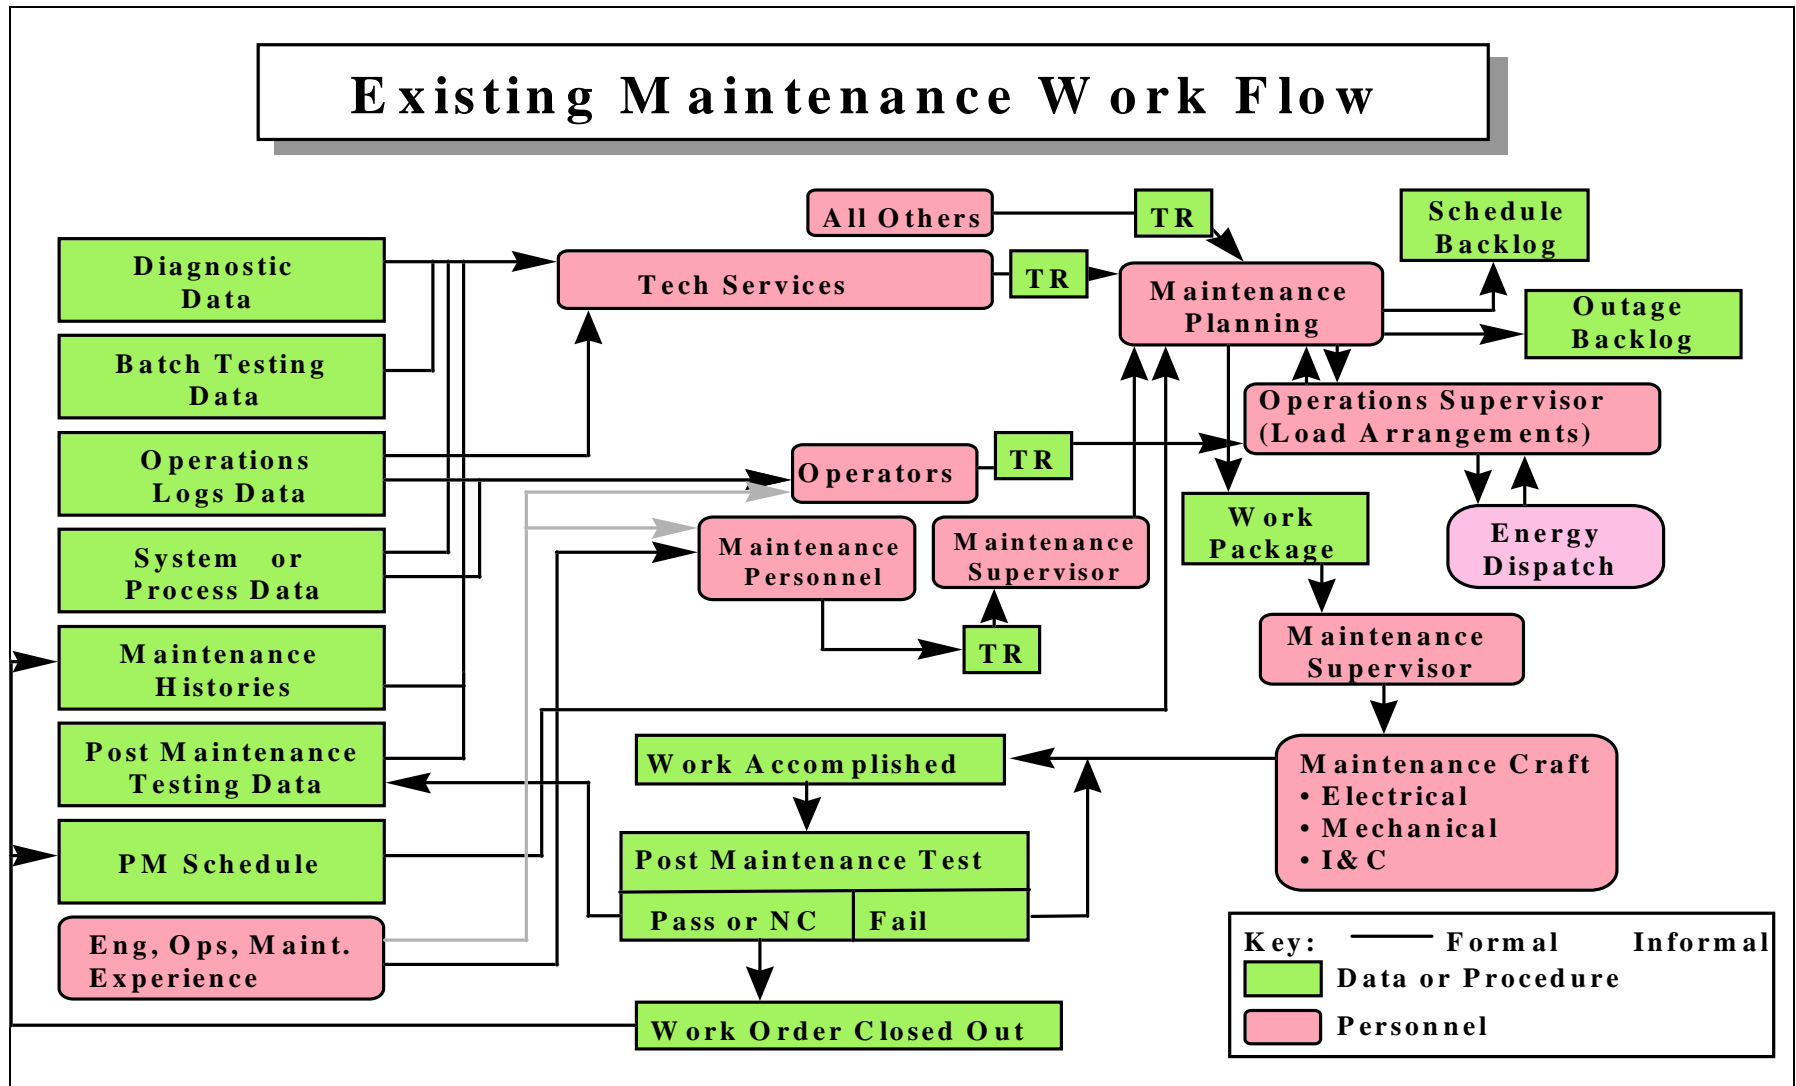 Existing Maintenance Work Flow
All Others
TR
Schedule
Backlog
Diagnostic
Data
Tech Services
TR
Maintenance
Planning
Outage
Backlog
Batch Testing
Data
Operations Supervisor
(Load Arrangements)
Operations
Logs Data
Operators
TR
Work
Package
Energy
Dispatch
System or
Process Data
Maintenance
Personnel
Maintenance
Supervisor
TR
Maintenance
Histories
Maintenance
Supervisor
Post Maintenance
Testing Data
Work Accomplished
Maintenance Craft
• Electrical
• Mechanical
• I&C
PM Schedule
Post Maintenance Test
Pass or NC
Fail
Eng, Ops, Maint.
Experience
Work Order Closed Out
Key: Formal Informal
Data or Procedure
Personnel